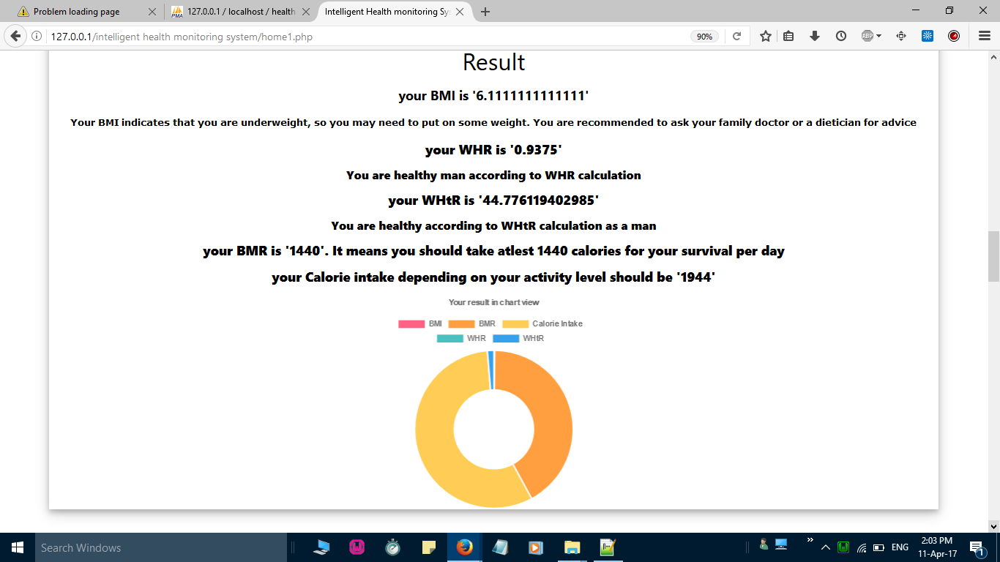 Problem loading page
127.0.0.1 / localhost / health
Intelligent Health monitoring Sy
127.0.0.1/intelligent health monitoring system/home1.php
90%
ABP
Result
your BMI is '6.1111111111111'
Your BMI indicates that you are underweight, so you may need to put on some weight. You are recommended to ask your family doctor or a dietician for advice
your WHR is '0.9375'
You are healthy man according to WHR calculation
your WHtR is '44.776119402985'
You are healthy according to WHtR calculation as a man
your BMR is '1440'. It means you should take atlest 1440 calories for your survival per day
your Calorie intake depending on your activity level should be '1944'
Your result in chart view
BMI BMR Calorie Intake
WHR WHtR
Search Windows
ENG
2:03 PM
11-Apr-17
1